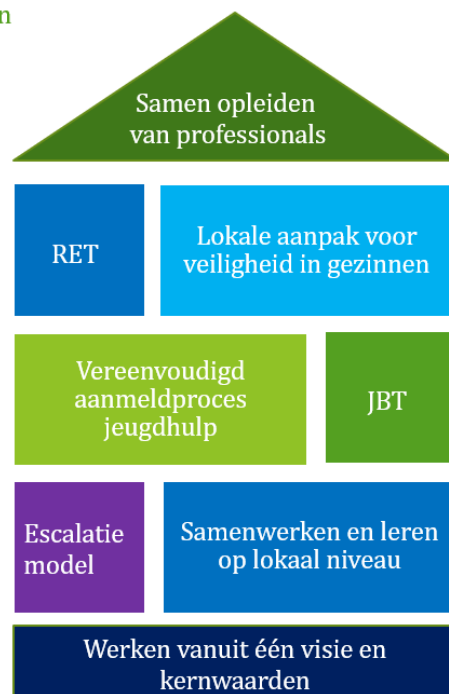 n
Samen opleiden
van professionals
RET
Lokale aanpak voor
veiligheid in gezinnen
Vereenvoudigd
aanmeldproces
jeugdhulp
JBT
Escalatie
model
Samenwerken en leren
op lokaal niveau
Werken vanuit één visie en
kernwaarden